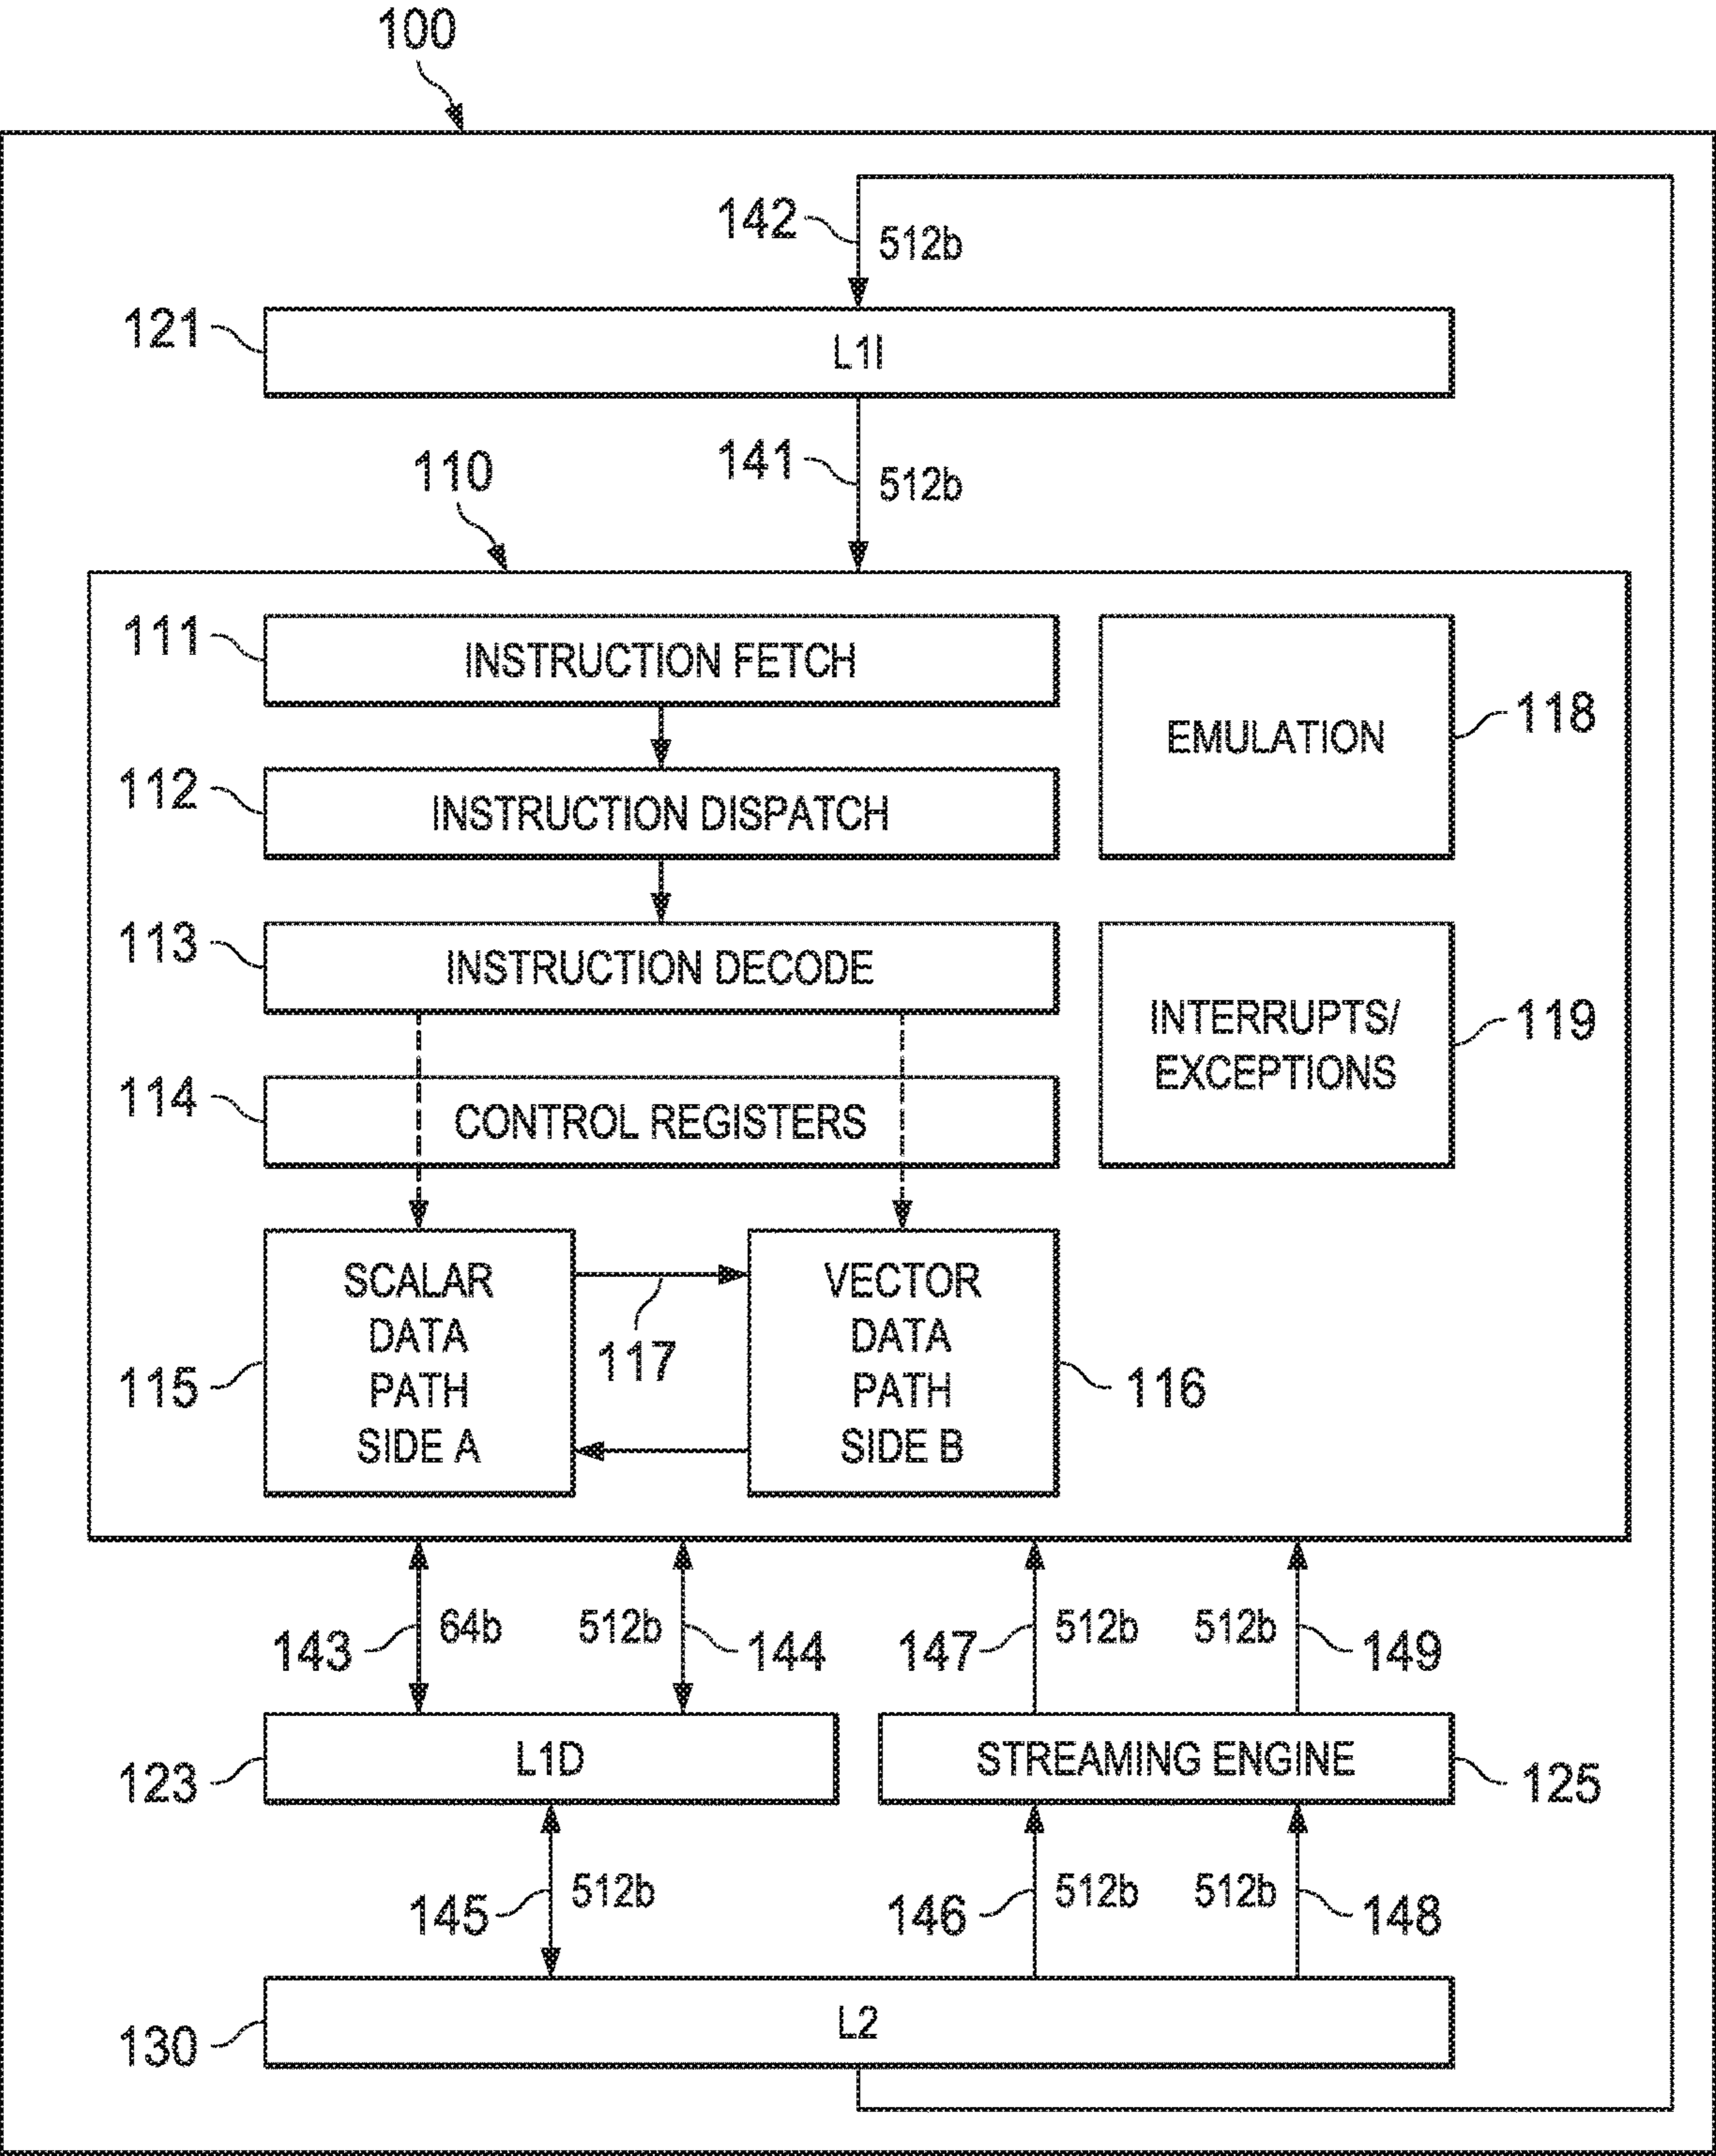 100
142
512b
121
L1I
141
512b
110
111
INSTRUCTION FETCH
EMULATION
118
112
INSTRUCTION DISPATCH
113
INSTRUCTION DECODE
INTERRUPTS/
EXCEPTIONS
119
114
CONTROL REGISTERS
SCALAR
DATA
PATH
SIDE A
115
117
VECTOR
DATA
PATH
SIDE B
116
143
64b
512b
144
147
512b
512b
149
123
L1D
STREAMING ENGINE
125
145
512b
146
512b
512b
148
130
L2